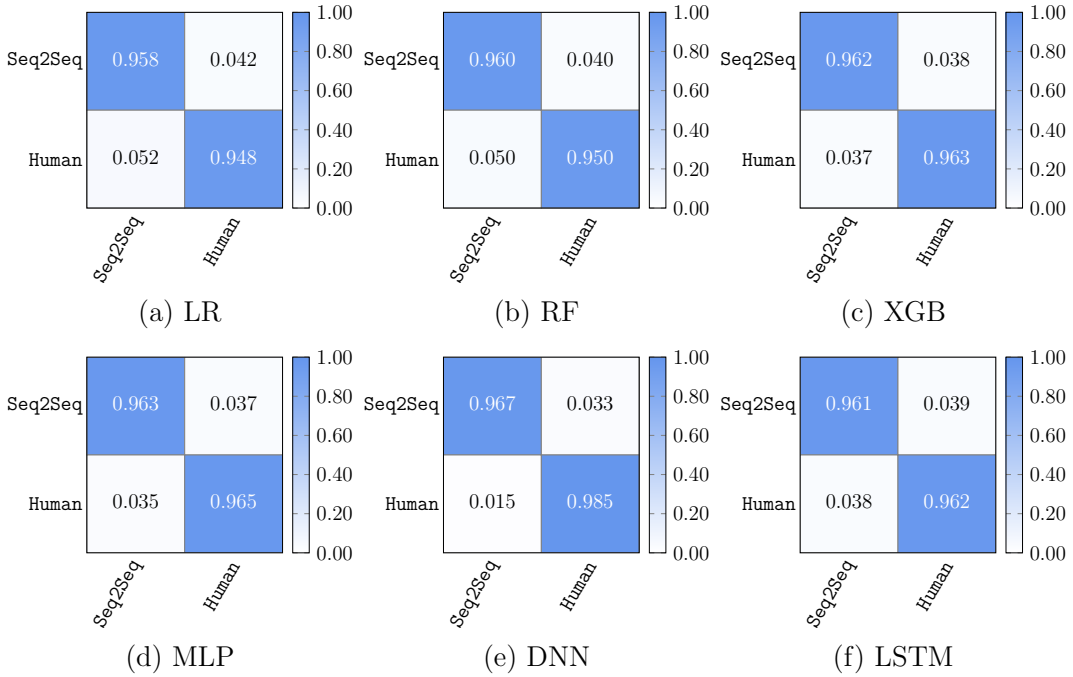 1.00
0.80
0.60
0.40
0.20
0.00
Seq2Seq 0.958 0.042
Human 0.052 0.948
Seq2Seq Human
(a) LR
1.00
0.80
0.60
0.40
0.20
0.00
Seq2Seq 0.960 0.040
Human 0.050 0.950
Seq2Seq Human
(b) RF
1.00
0.80
0.60
0.40
0.20
0.00
Seq2Seq 0.962 0.038
Human 0.037 0.963
Seq2Seq Human
(c) XGB
1.00
0.80
0.60
0.40
0.20
0.00
Seq2Seq 0.963 0.037
Human 0.035 0.965
Seq2Seq Human
(d) MLP
1.00
0.80
0.60
0.40
0.20
0.00
Seq2Seq 0.967 0.033
Human 0.015 0.985
Seq2Seq Human
(e) DNN
1.00
0.80
0.60
0.40
0.20
0.00
Seq2Seq 0.961 0.039
Human 0.038 0.962
Seq2Seq Human
(f) LSTM